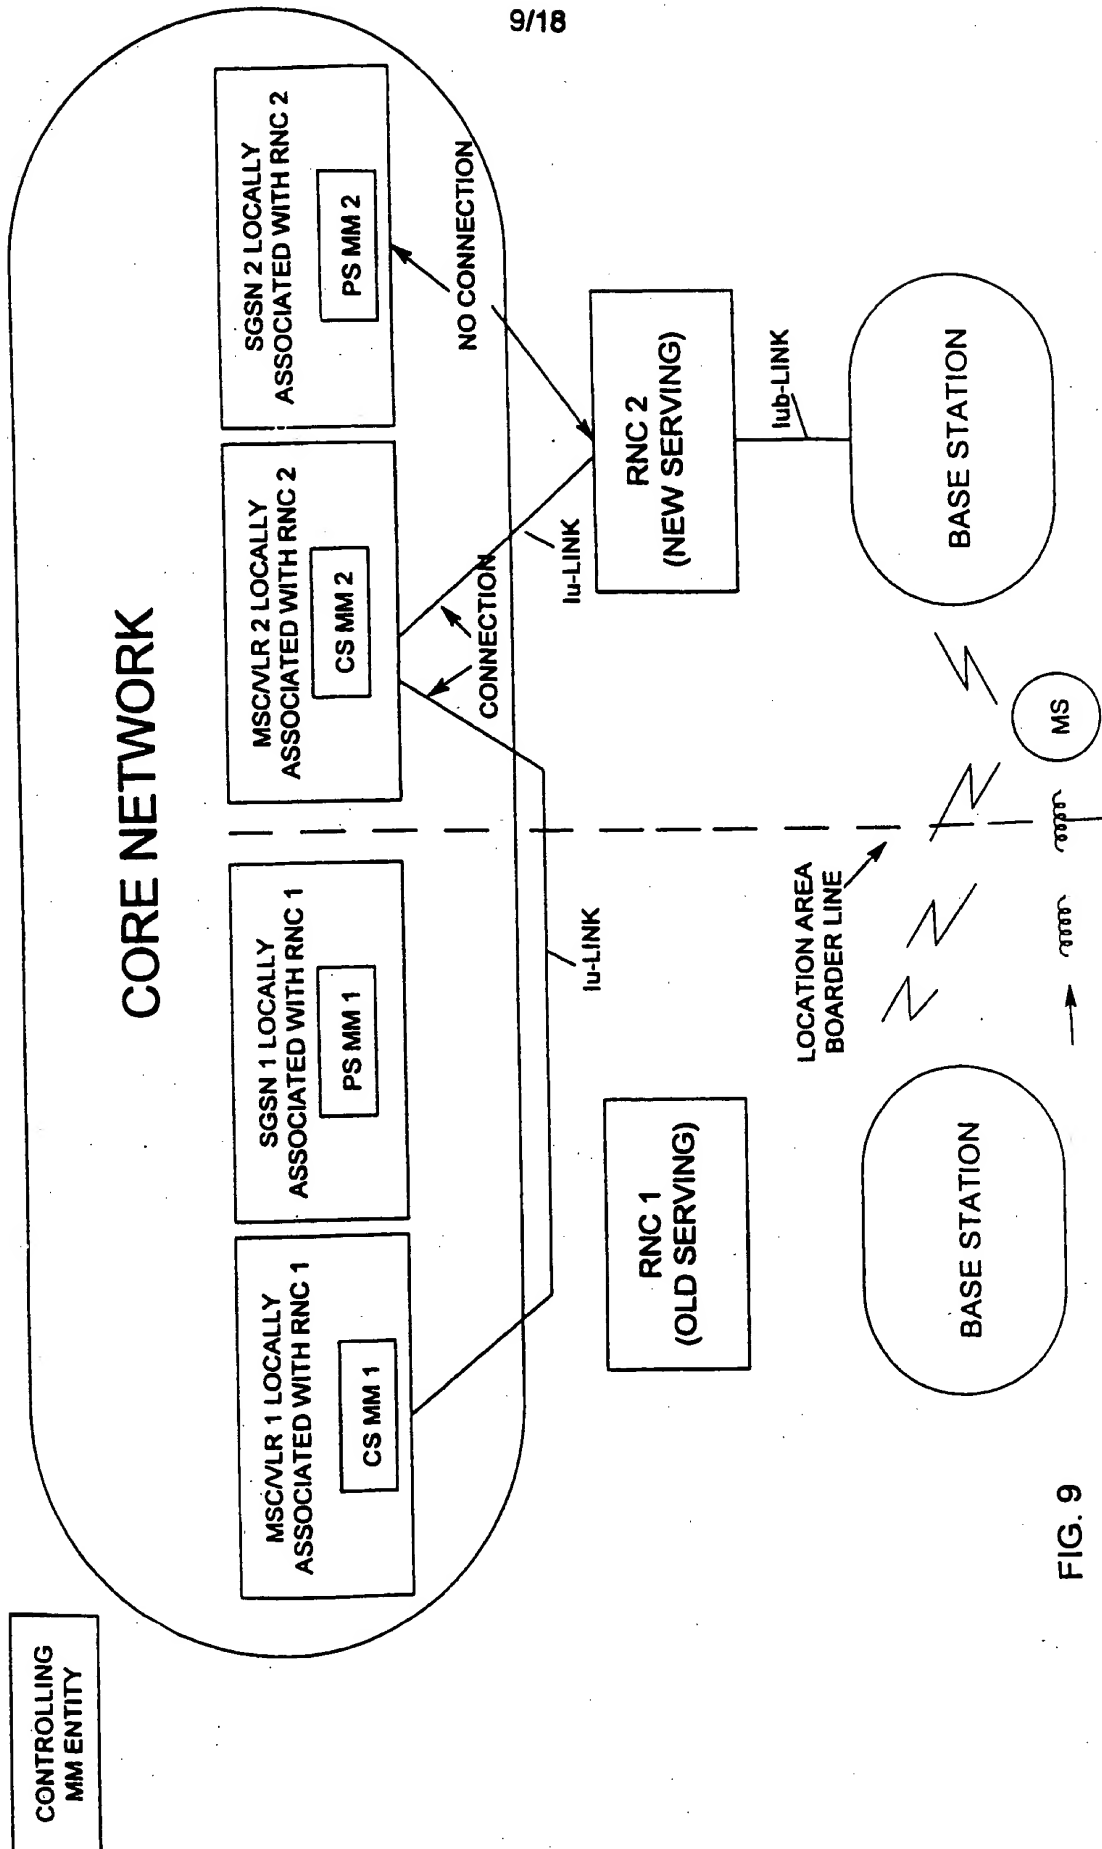 9/18
CONTROLLING
MM ENTITY
CORE NETWORK
MSC/VLR 1 LOCALLY
ASSOCIATED WITH RNC 1
CS MM 1
SGSN 1 LOCALLY
ASSOCIATED WITH RNC 1
PS MM 1
MSC/VLR 2 LOCALLY
ASSOCIATED WITH RNC 2
CS MM 2
SGSN 2 LOCALLY
ASSOCIATED WITH RNC 2
PS MM 2
CONNECTION
NO CONNECTION
Iu-LINK
Iu-LINK
RNC 1
(OLD SERVING)
RNC 2
(NEW SERVING)
Iub-LINK
LOCATION AREA
BOARDER LINE
BASE STATION
BASE STATION
MS
FIG. 9